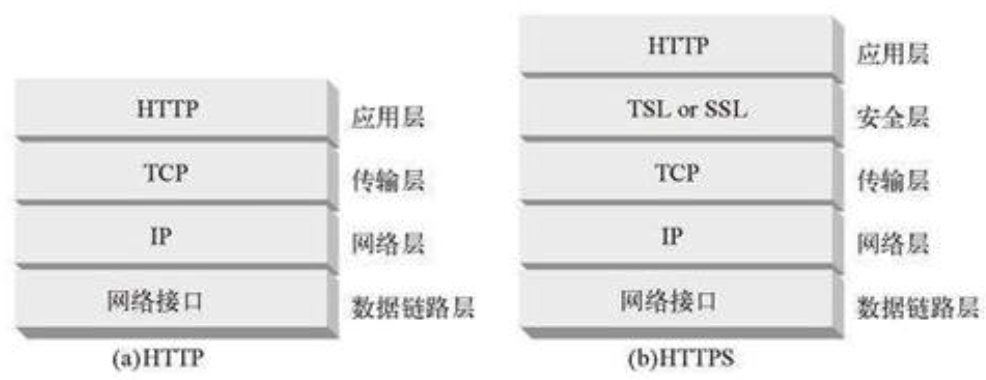 HTTP 应用层
TCP 传输层
IP 网络层
网络接口 数据链路层
(a)HTTP
HTTP 应用层
TSL or SSL 安全层
TCP 传输层
IP 网络层
网络接口 数据链路层
(b)HTTPS